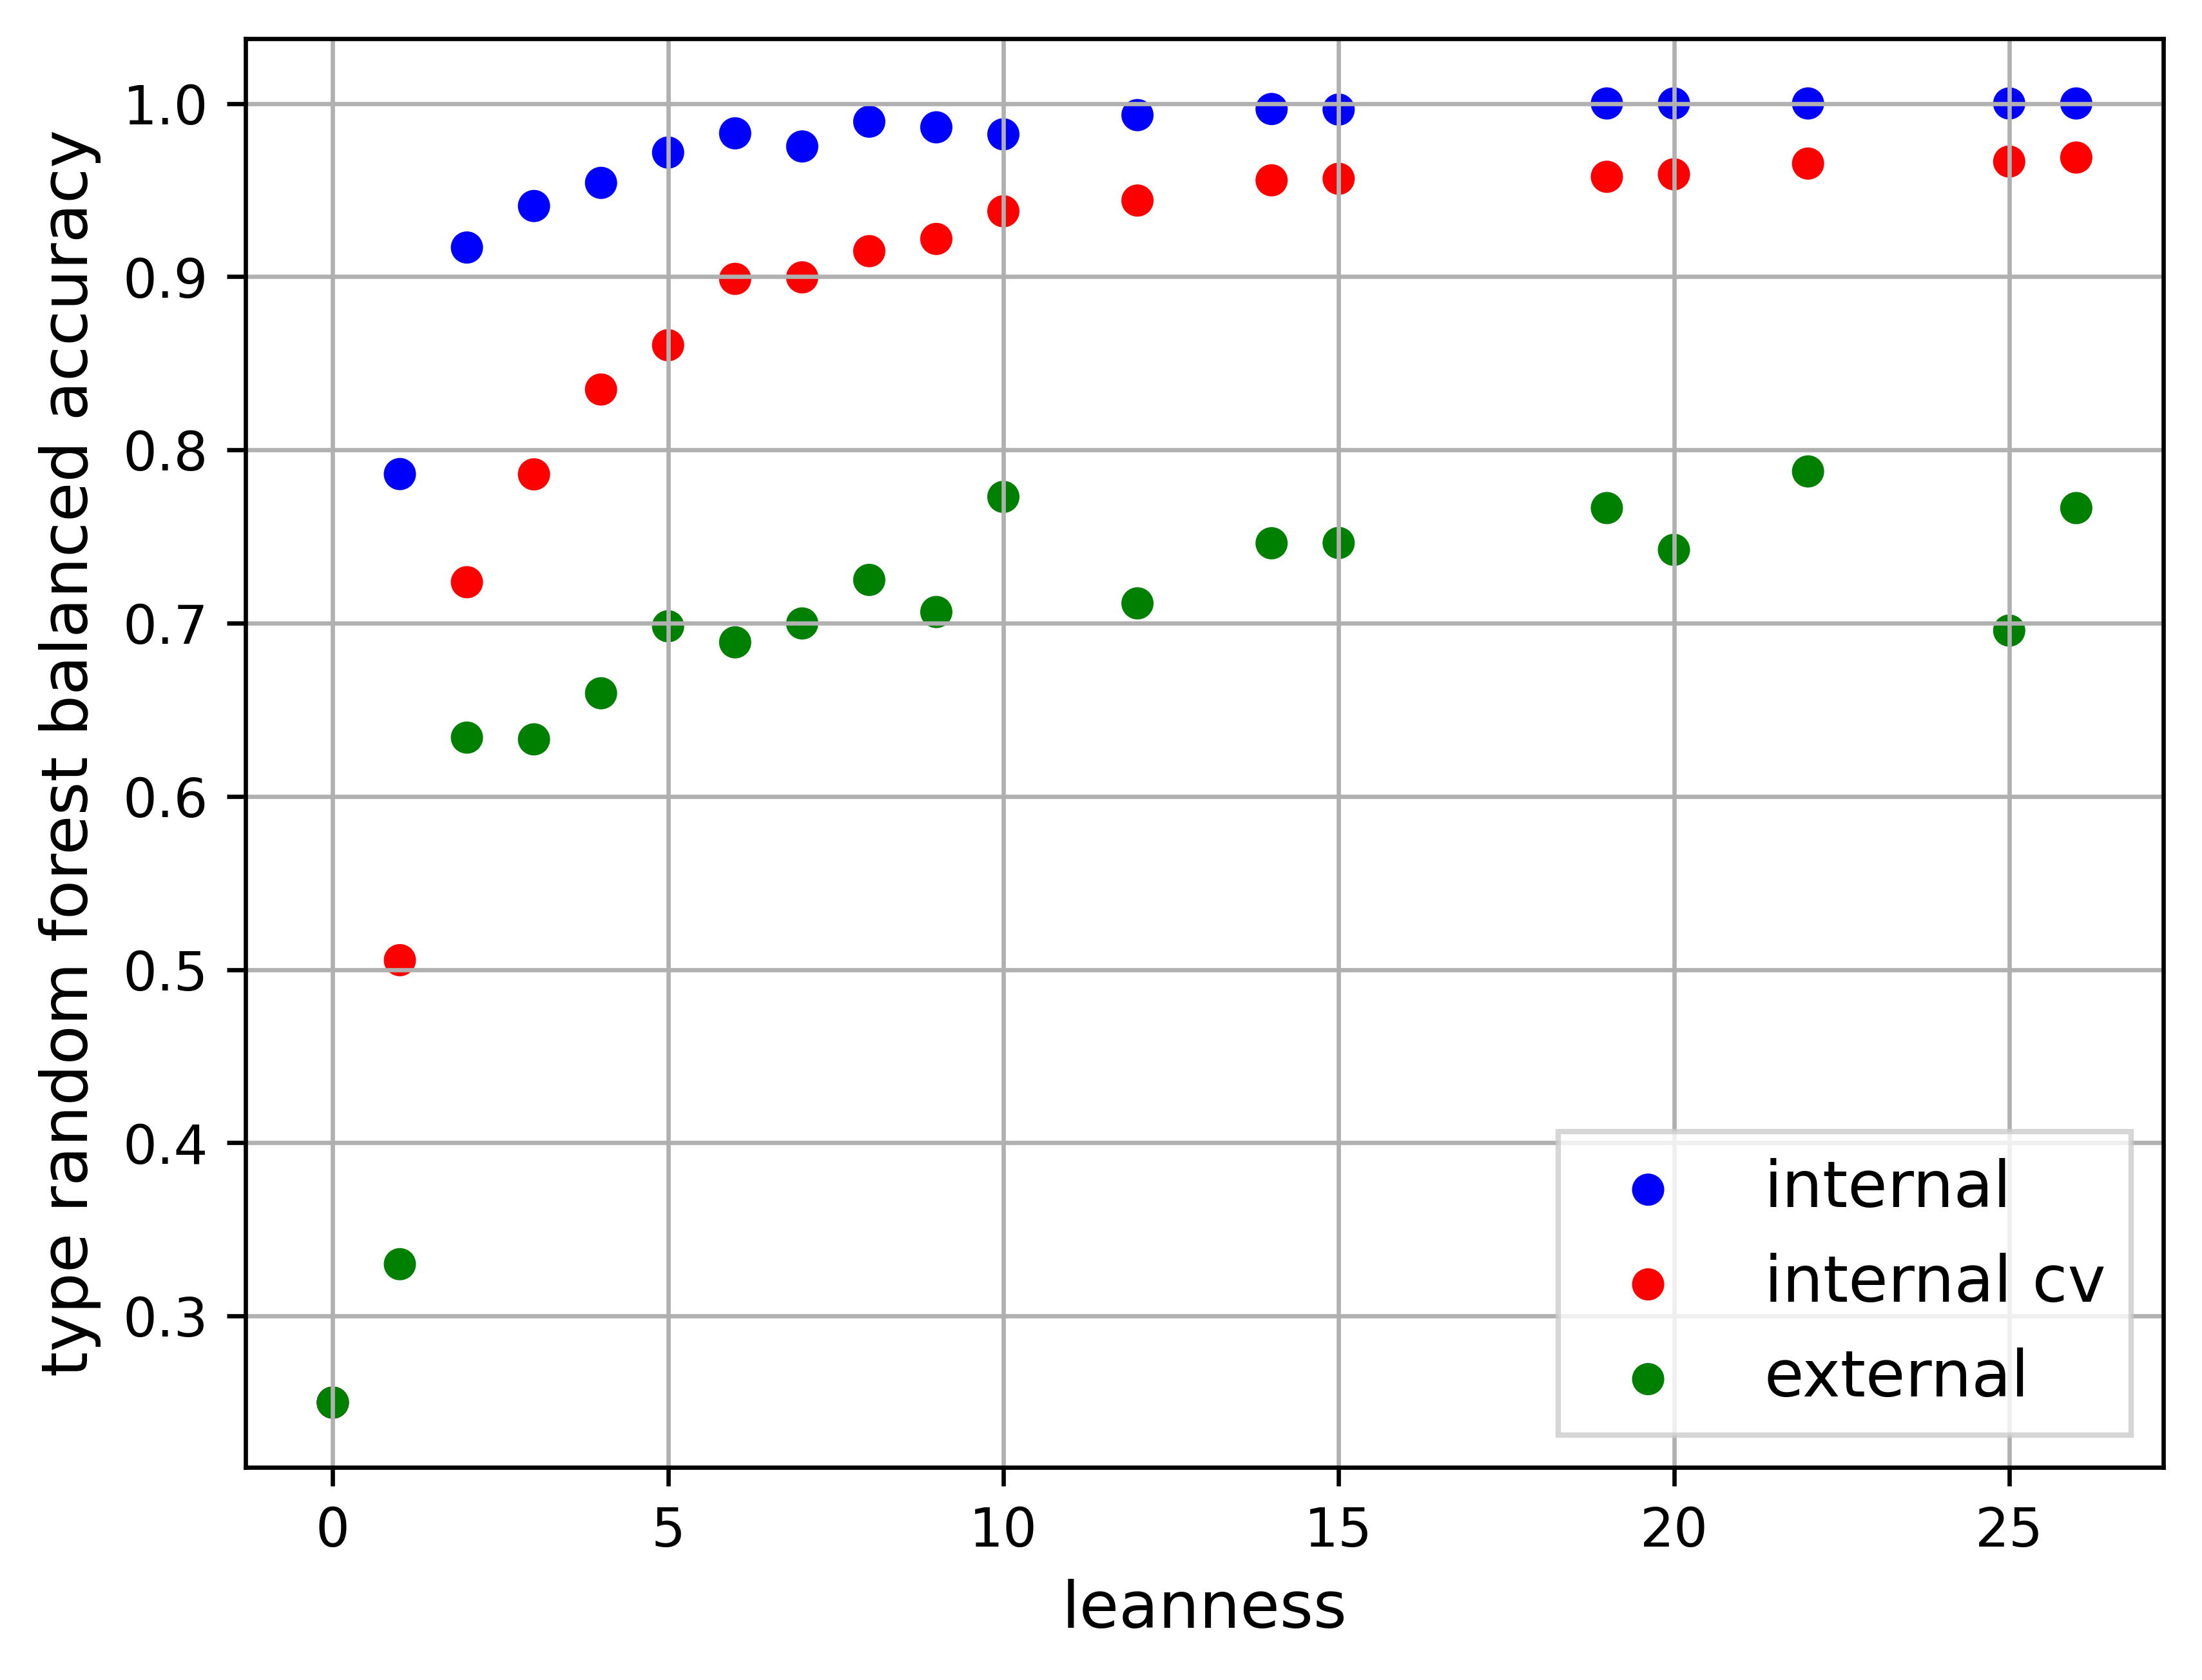 type random forest balanced accuracy
1.0
0.9
0.8
0.7
0.6
0.5
0.4
0.3
internal
internal cv
external
0 5 10 15 20 25
leanness